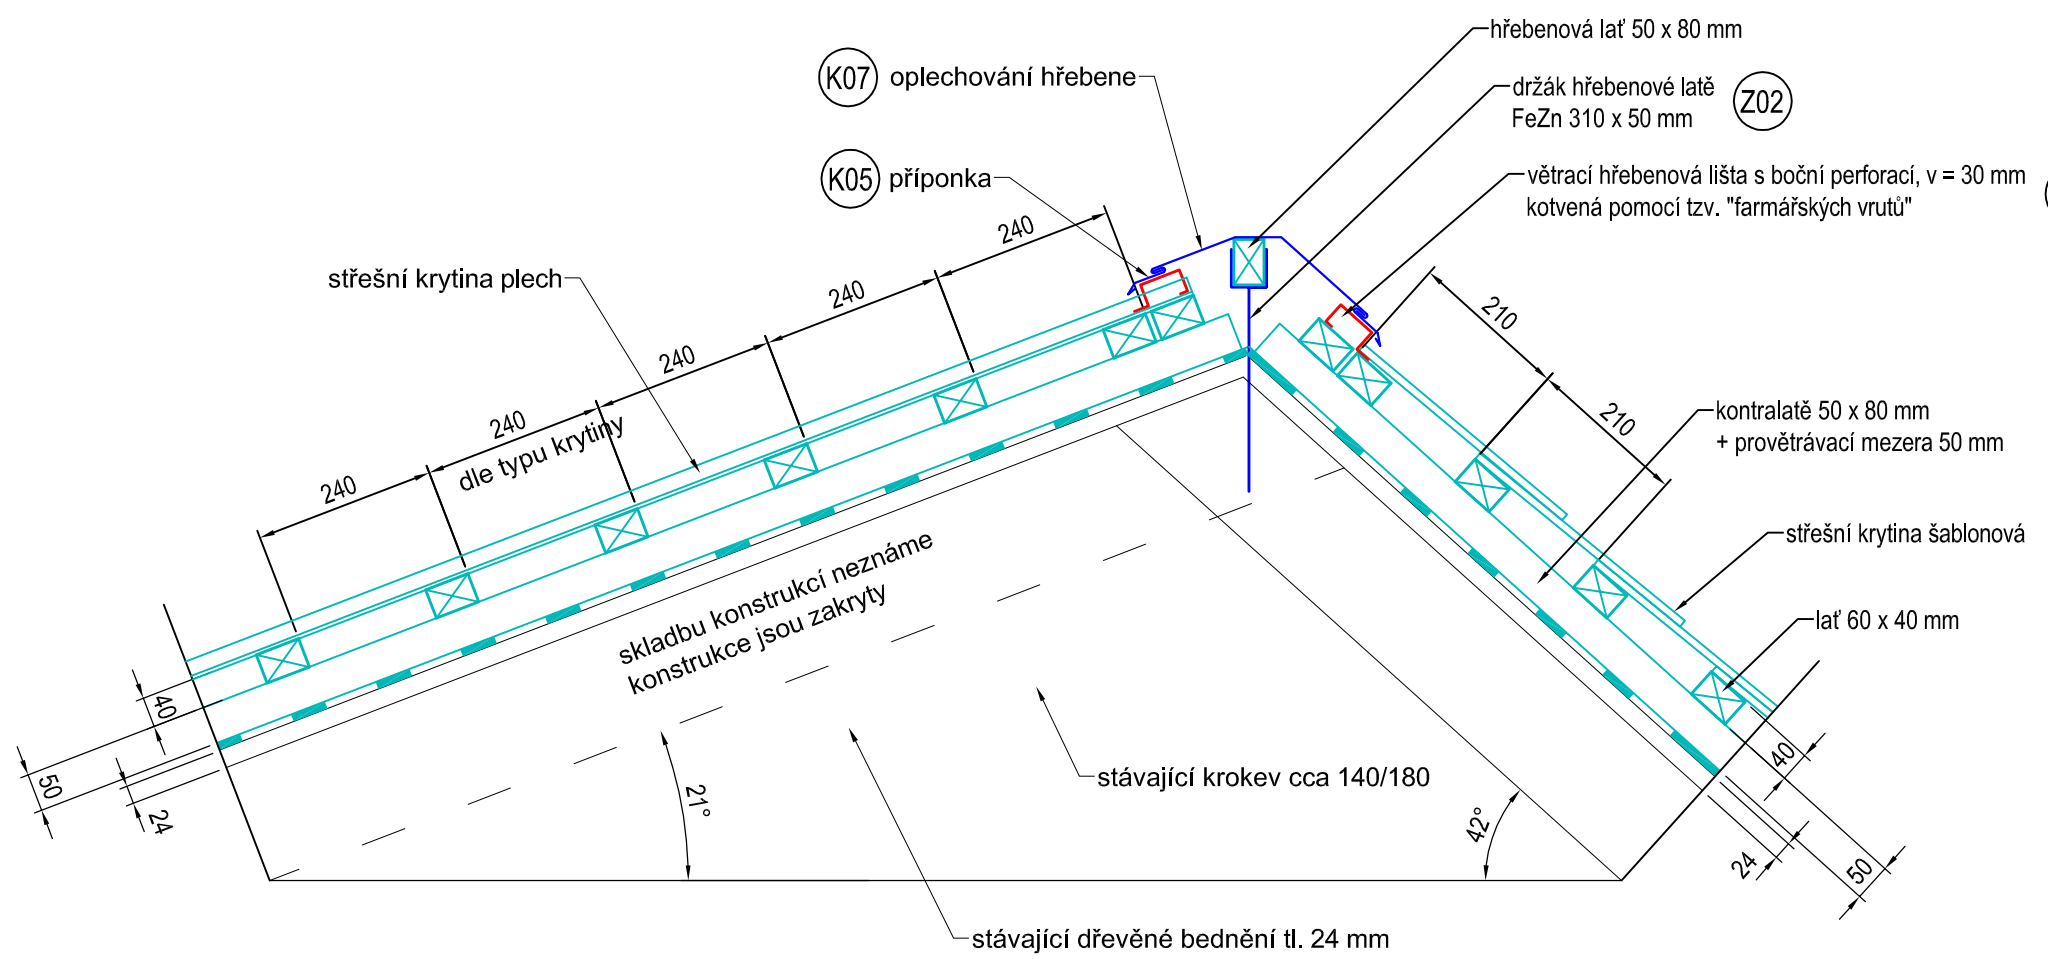 hřebenová lať 50 x 80 mm
K07 oplechování hřebene
držák hřebenové latě
FeZn 310 x 50 mm
Z02
K05 příponka
větrací hřebenová lišta s boční perforací, v = 30 mm
kotvená pomocí tzv. "farmářských vrutů"
střešní krytina plech
240
240
240
240
240
dle typu krytiny
210
210
kontralatě 50 x 80 mm
+ provětrávací mezera 50 mm
střešní krytina šablonová
lať 60 x 40 mm
skladbu konstrukcí neznáme
konstrukce jsou zakryty
40
50
24
21°
42°
stávající krokev cca 140/180
stávající dřevěné bednění tl. 24 mm
40
24
50